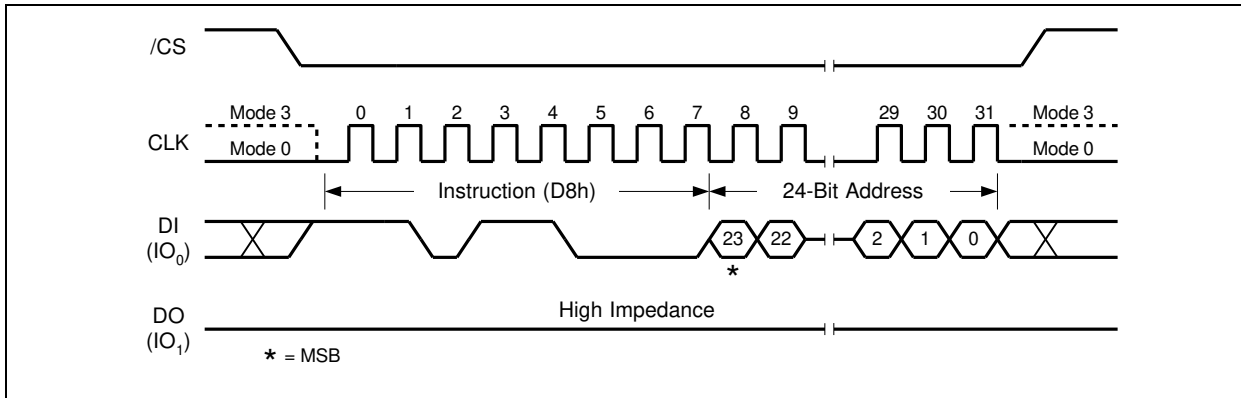 /CS
Mode 3 0 1 2 3 4 5 6 7 8 9 29 30 31 Mode 3
CLK
Mode 0 Mode 0
Instruction (D8h) 24-Bit Address
DI
(IO0)
23 22 2 1 0
*
High Impedance
DO
(IO1)
* = MSB